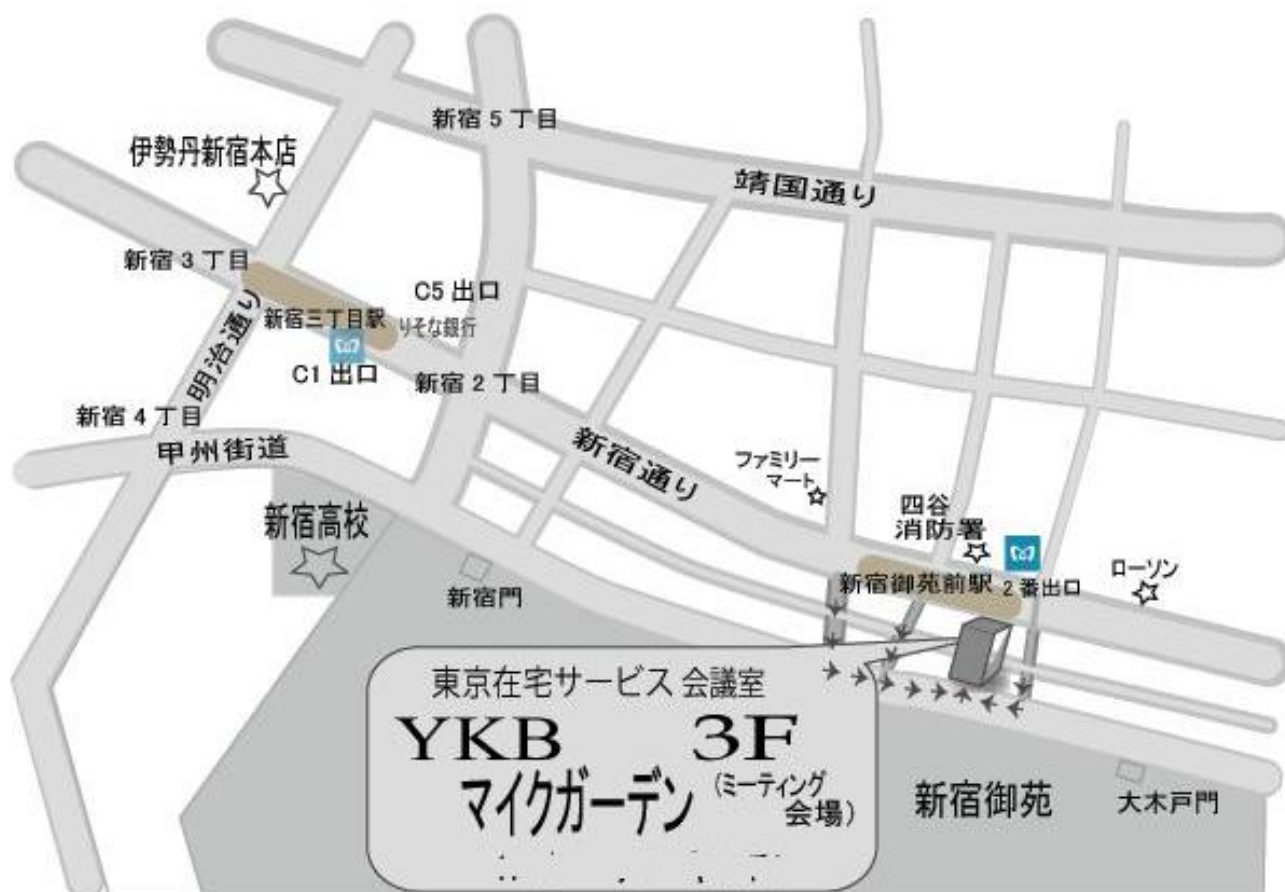 新宿5丁目
伊勢丹新宿本店
靖国通り
新宿3丁目
C5出口
新宿三丁目駅
りそな銀行
明治通り
C1出口
新宿2丁目
新宿4丁目
甲州街道
新宿通り
ファミリー
マート
新宿高校
四谷
消防署
新宿御苑前駅
2番出口
ローソン
新宿門
東京在宅サービス 会議室
YKB 3F
マイクガーデン
(ミーティング
会場)
新宿御苑
大木戸門